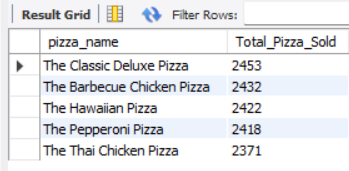 Result Grid Filter Rows:
pizza_name Total_Pizza_Sold
The Classic Deluxe Pizza 2453
The Barbecue Chicken Pizza 2432
The Hawaiian Pizza 2422
The Pepperoni Pizza 2418
The Thai Chicken Pizza 2371